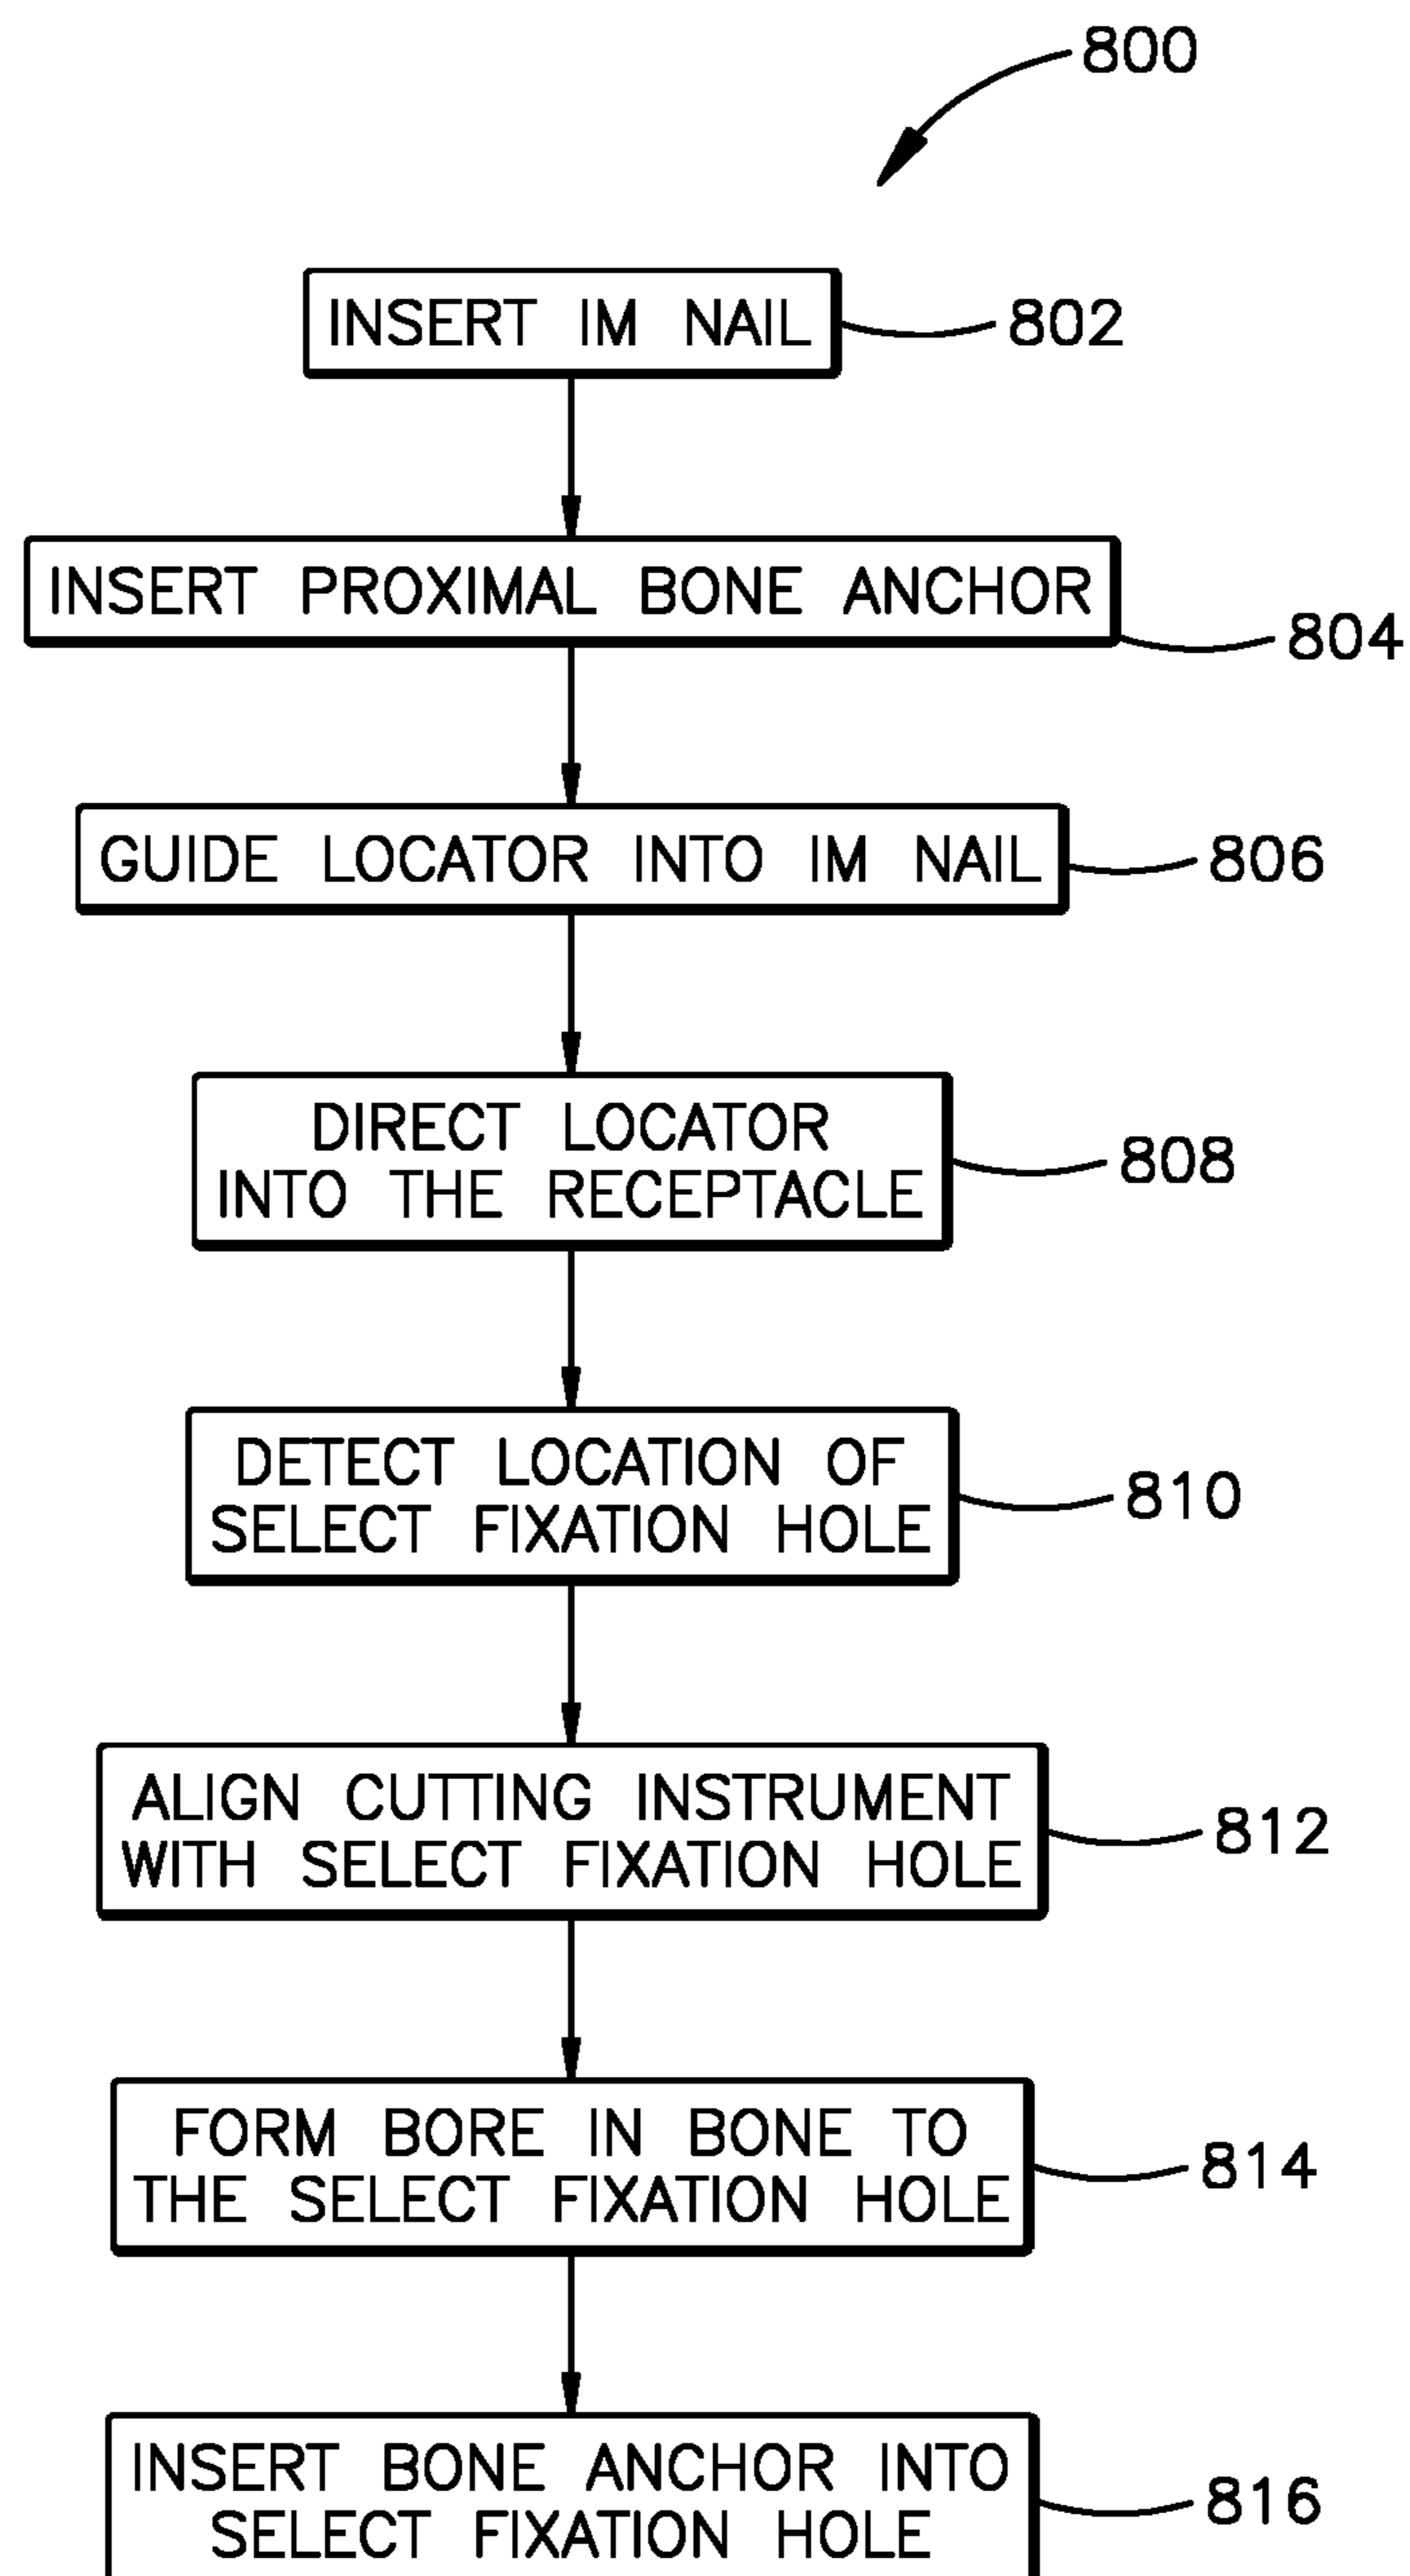 800
INSERT IM NAIL
802
INSERT PROXIMAL BONE ANCHOR
804
GUIDE LOCATOR INTO IM NAIL
806
DIRECT LOCATOR
INTO THE RECEPTACLE
808
DETECT LOCATION OF
SELECT FIXATION HOLE
810
ALIGN CUTTING INSTRUMENT
WITH SELECT FIXATION HOLE
812
FORM BORE IN BONE TO
THE SELECT FIXATION HOLE
814
INSERT BONE ANCHOR INTO
SELECT FIXATION HOLE
816